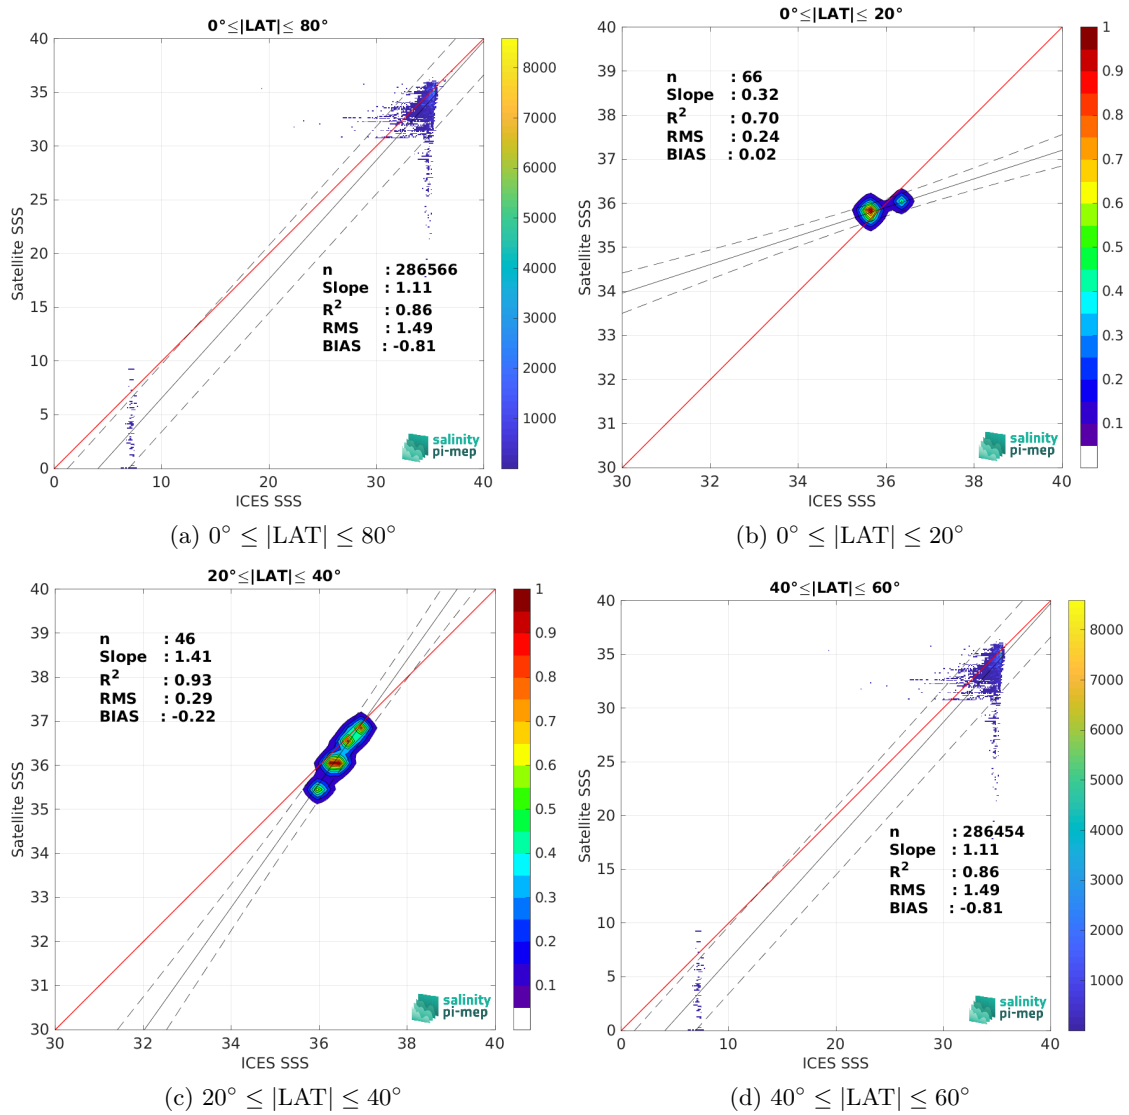 0°≤|LAT|≤ 80°
40
35
30
25
20
15
10
5
0
Satellite SSS
n : 286566
Slope : 1.11
R² : 0.86
RMS : 1.49
BIAS : -0.81
salinity
pi-mep
0 10 20 30 40
ICES SSS
8000
7000
6000
5000
4000
3000
2000
1000
(a) 0° ≤ |LAT| ≤ 80°
0°≤|LAT|≤ 20°
40
39
38
37
36
35
34
33
32
31
30
Satellite SSS
n : 66
Slope : 0.32
R² : 0.70
RMS : 0.24
BIAS : 0.02
salinity
pi-mep
30 32 34 36 38 40
ICES SSS
1
0.9
0.8
0.7
0.6
0.5
0.4
0.3
0.2
0.1
(b) 0° ≤ |LAT| ≤ 20°
20°≤|LAT|≤ 40°
40
39
38
37
36
35
34
33
32
31
30
Satellite SSS
n : 46
Slope : 1.41
R² : 0.93
RMS : 0.29
BIAS : -0.22
salinity
pi-mep
30 32 34 36 38 40
ICES SSS
1
0.9
0.8
0.7
0.6
0.5
0.4
0.3
0.2
0.1
(c) 20° ≤ |LAT| ≤ 40°
40°≤|LAT|≤ 60°
40
35
30
25
20
15
10
5
0
Satellite SSS
n : 286454
Slope : 1.11
R² : 0.86
RMS : 1.49
BIAS : -0.81
salinity
pi-mep
0 10 20 30 40
ICES SSS
8000
7000
6000
5000
4000
3000
2000
1000
(d) 40° ≤ |LAT| ≤ 60°